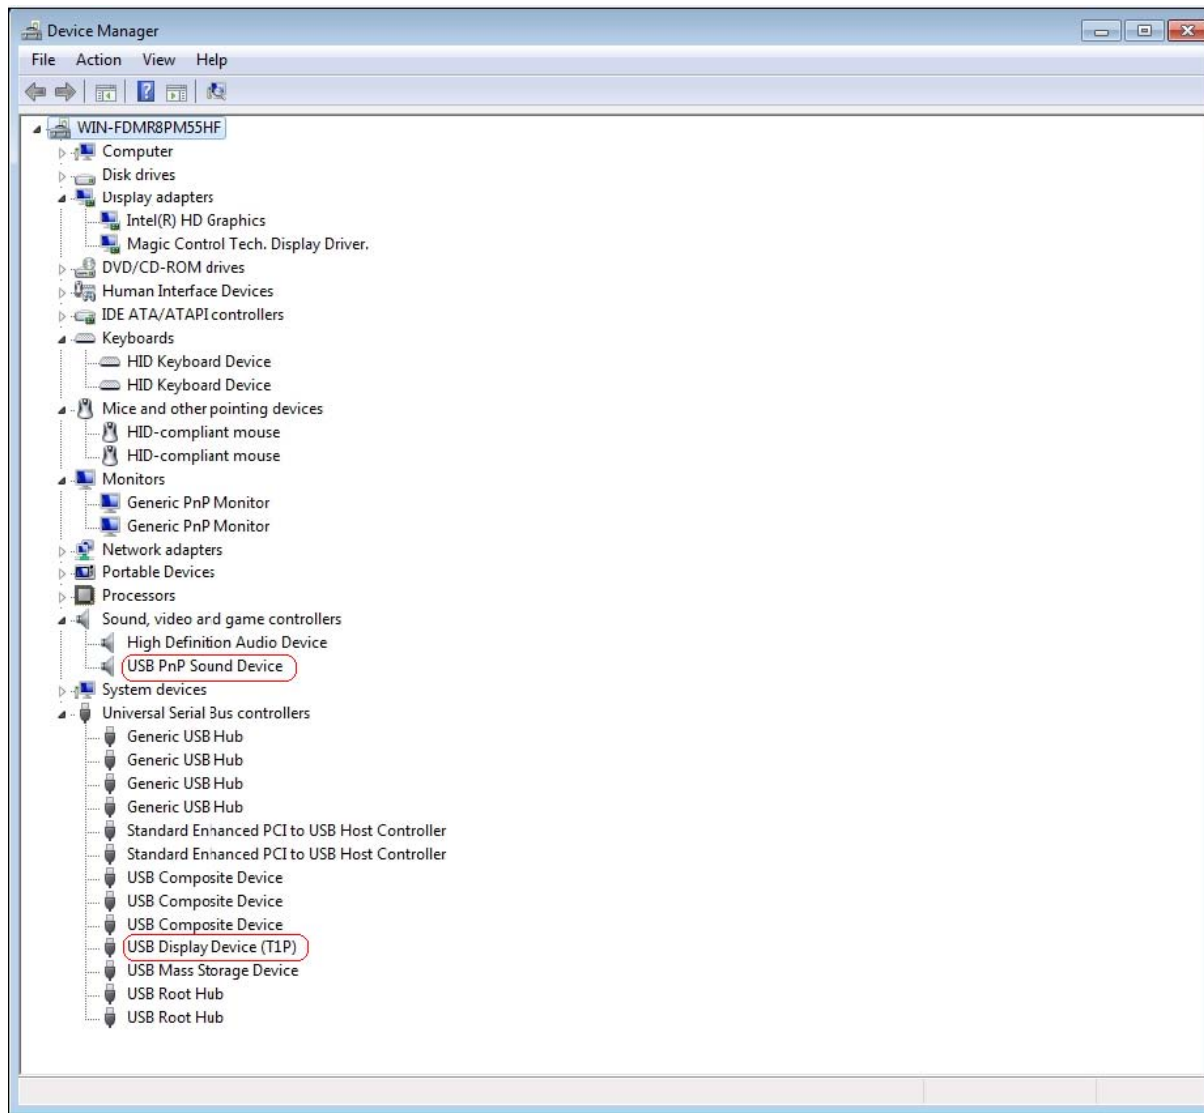 Device Manager
File Action View Help
WIN-FDMR8PM55HF
Computer
Disk drives
Display adapters
Intel(R) HD Graphics
Magic Control Tech. Display Driver.
DVD/CD-ROM drives
Human Interface Devices
IDE ATA/ATAPI controllers
Keyboards
HID Keyboard Device
HID Keyboard Device
Mice and other pointing devices
HID-compliant mouse
HID-compliant mouse
Monitors
Generic PnP Monitor
Generic PnP Monitor
Network adapters
Portable Devices
Processors
Sound, video and game controllers
High Definition Audio Device
USB PnP Sound Device
System devices
Universal Serial Bus controllers
Generic USB Hub
Generic USB Hub
Generic USB Hub
Generic USB Hub
Standard Enhanced PCI to USB Host Controller
Standard Enhanced PCI to USB Host Controller
USB Composite Device
USB Composite Device
USB Composite Device
USB Display Device (T1P)
USB Mass Storage Device
USB Root Hub
USB Root Hub